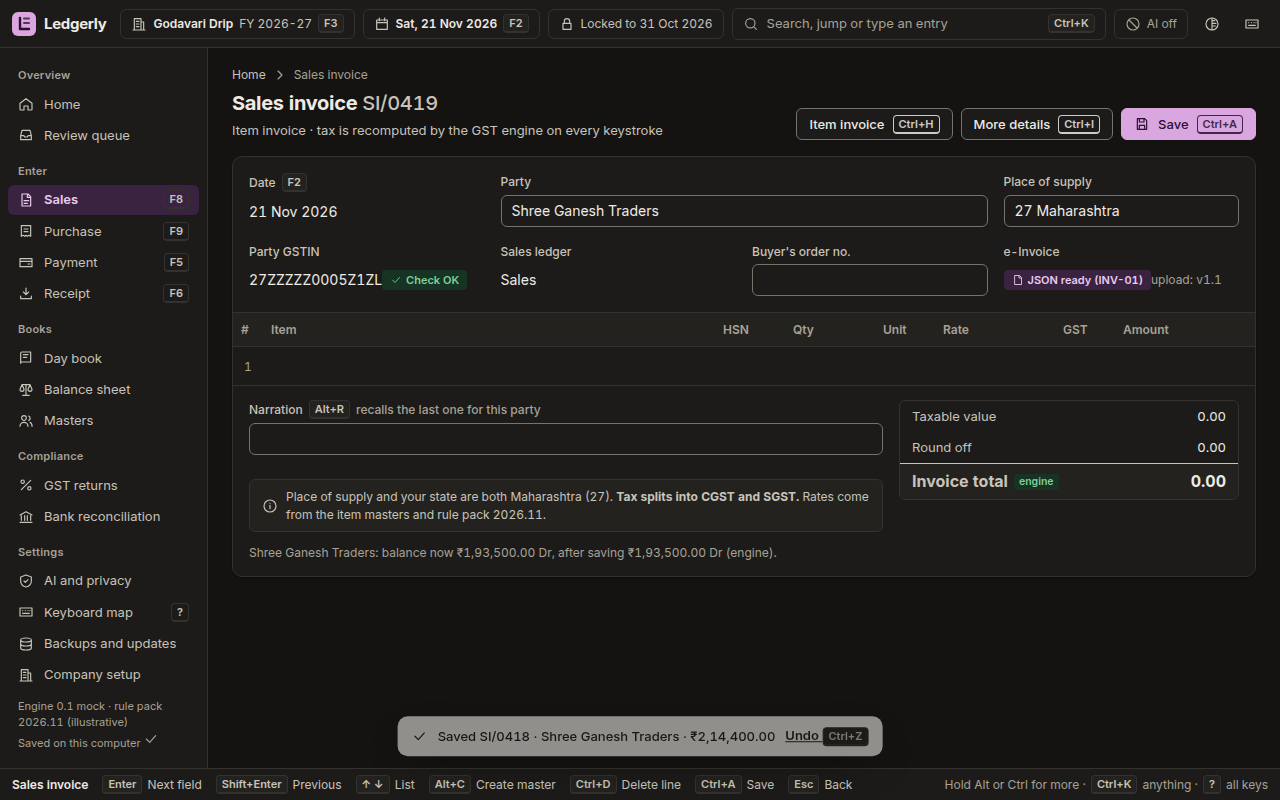 Ledgerly
Godavari Drip FY 2026-27 F3
Sat, 21 Nov 2026 F2
Locked to 31 Oct 2026
Search, jump or type an entry Ctrl+K
AI off
Overview
Home
Review queue
Enter
Sales F8
Purchase F9
Payment F5
Receipt F6
Books
Day book
Balance sheet
Masters
Compliance
GST returns
Bank reconciliation
Settings
AI and privacy
Keyboard map ?
Backups and updates
Company setup
Engine 0.1 mock · rule pack
2026.11 (illustrative)
Saved on this computer
Home > Sales invoice
Sales invoice SI/0419
Item invoice · tax is recomputed by the GST engine on every keystroke
Item invoice Ctrl+H
More details Ctrl+I
Save Ctrl+A
Date F2
Party
Place of supply
21 Nov 2026
Shree Ganesh Traders
27 Maharashtra
Party GSTIN
Sales ledger
Buyer's order no.
e-Invoice
27ZZZZZ0005Z1ZL Check OK
Sales
JSON ready (INV-01) upload: v1.1
# Item HSN Qty Unit Rate GST Amount
1
Narration Alt+R recalls the last one for this party
Taxable value 0.00
Round off 0.00
Invoice total engine 0.00
Place of supply and your state are both Maharashtra (27). Tax splits into CGST and SGST. Rates come
from the item masters and rule pack 2026.11.
Shree Ganesh Traders: balance now ₹1,93,500.00 Dr, after saving ₹1,93,500.00 Dr (engine).
Saved SI/0418 · Shree Ganesh Traders · ₹2,14,400.00 Undo Ctrl+Z
Sales invoice Enter Next field Shift+Enter Previous ↑↓ List Alt+C Create master Ctrl+D Delete line Ctrl+A Save Esc Back Hold Alt or Ctrl for more · Ctrl+K anything · ? all keys